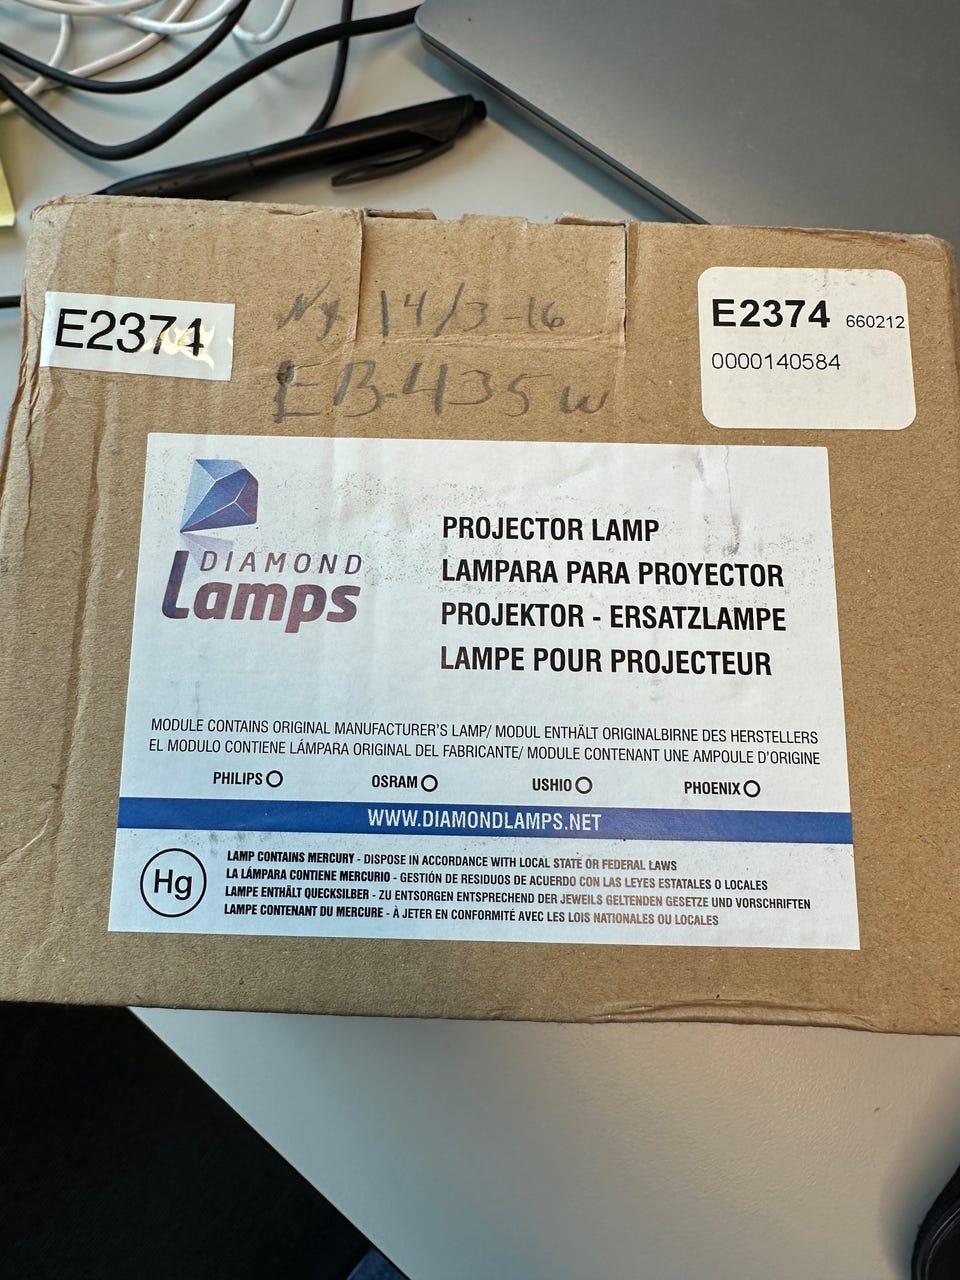 E2374
Ny 14/3-16
EB-435W
E2374 660212
0000140584
DIAMOND
Lamps
PROJECTOR LAMP
LAMPARA PARA PROYECTOR
PROJEKTOR - ERSATZLAMPE
LAMPE POUR PROJECTEUR
MODULE CONTAINS ORIGINAL MANUFACTURER'S LAMP/ MODUL ENTHÄLT ORIGINALBIRNE DES HERSTELLERS
EL MODULO CONTIENE LÁMPARA ORIGINAL DEL FABRICANTE/ MODULE CONTENANT UNE AMPOULE D'ORIGINE
PHILIPS OSRAM USHIO PHOENIX
WWW.DIAMONDLAMPS.NET
Hg
LAMP CONTAINS MERCURY - DISPOSE IN ACCORDANCE WITH LOCAL STATE OR FEDERAL LAWS
LA LÁMPARA CONTIENE MERCURIO - GESTIÓN DE RESIDUOS DE ACUERDO CON LAS LEYES ESTATALES O LOCALES
LAMPE ENTHÄLT QUECKSILBER - ZU ENTSORGEN ENTSPRECHEND DER JEWEILS GELTENDEN GESETZE UND VORSCHRIFTEN
LAMPE CONTENANT DU MERCURE - À JETER EN CONFORMITÉ AVEC LES LOIS NATIONALES OU LOCALES